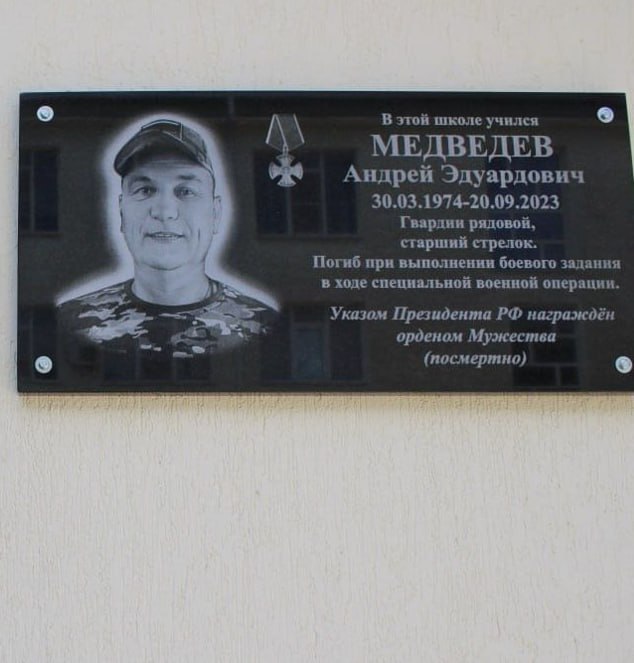 В этой школе учился
МЕДВЕДЕВ
Андрей Эдуардович
30.03.1974-20.09.2023
Гвардии рядовой,
старший стрелок.
Погиб при выполнении боевого задания
в ходе специальной военной операции.
Указом Президента РФ награждён
орденом Мужества
(посмертно)